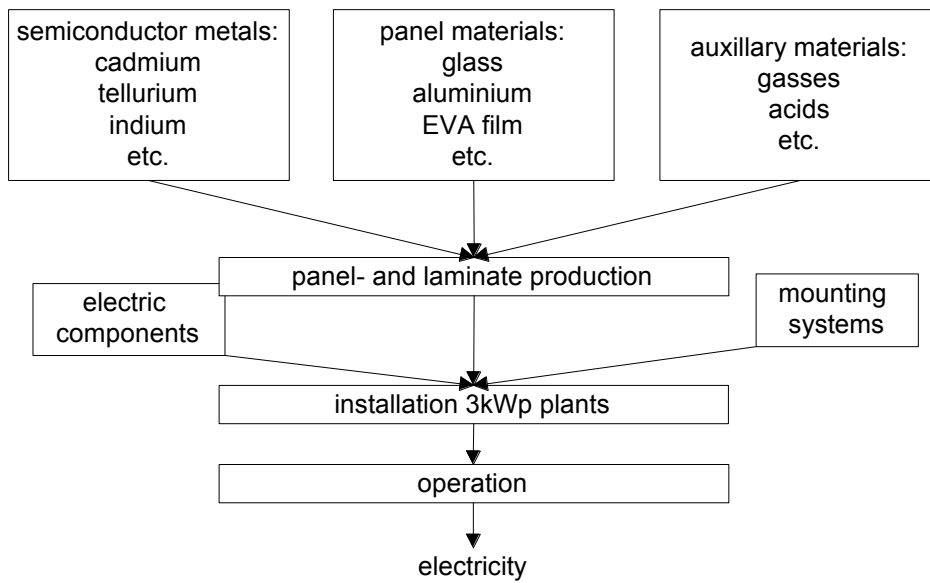 semiconductor metals:
cadmium
tellurium
indium
etc.
panel materials:
glass
aluminium
EVA film
etc.
auxillary materials:
gasses
acids
etc.
panel- and laminate production
electric
components
mounting
systems
installation 3kWp plants
operation
electricity